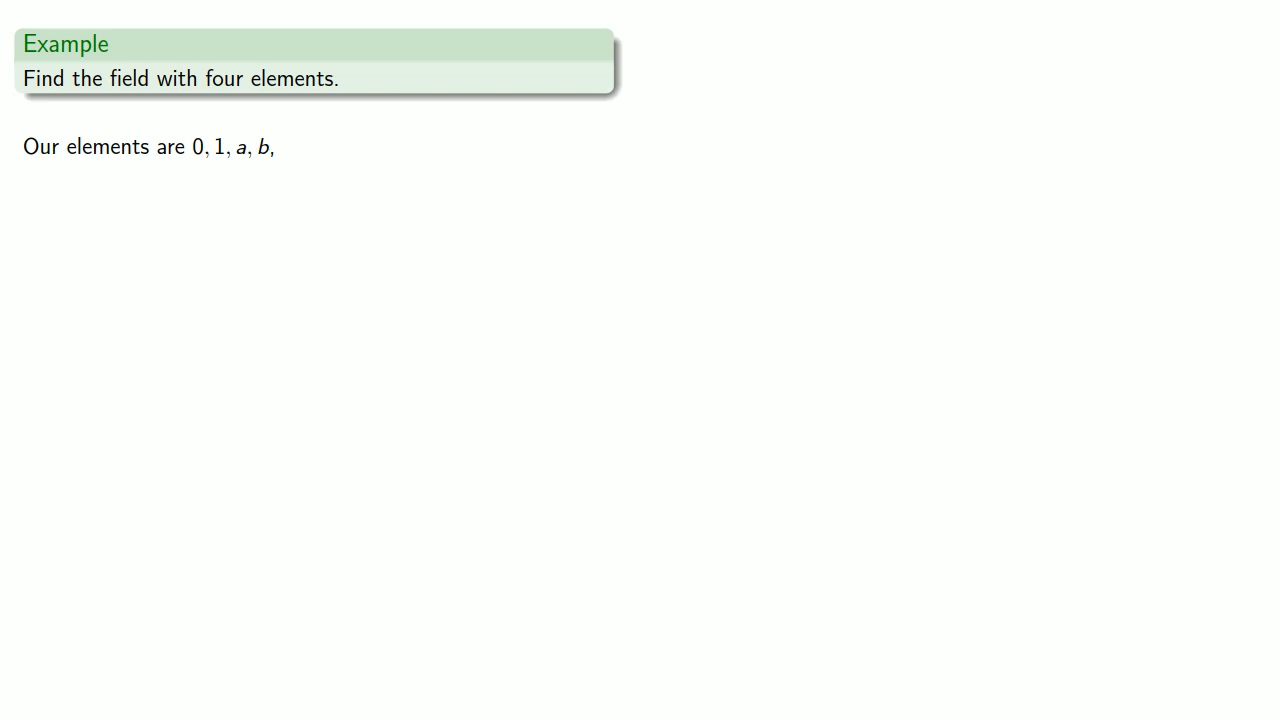 Example
Find the field with four elements.
Our elements are 0, 1, a, b,